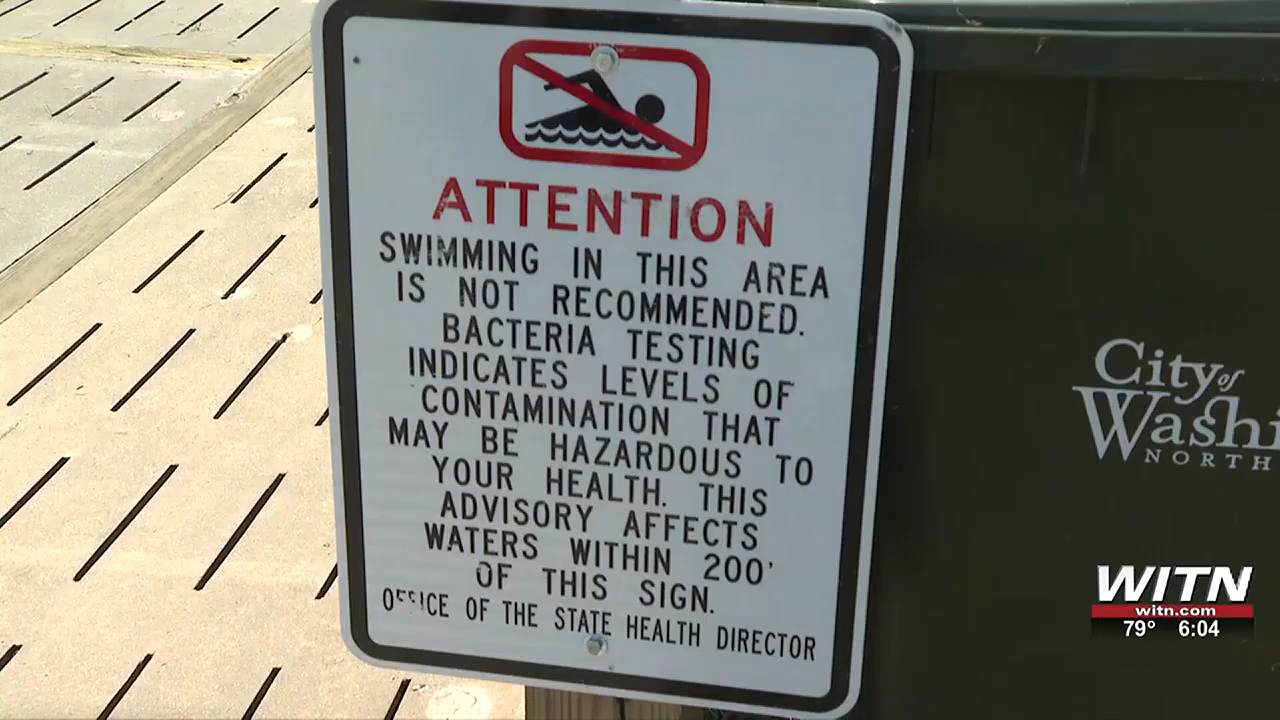 ATTENTION
SWIMMING IN THIS AREA
IS NOT RECOMMENDED.
BACTERIA TESTING
INDICATES LEVELS OF
CONTAMINATION THAT
MAY BE HAZARDOUS TO
YOUR HEALTH. THIS
ADVISORY AFFECTS
WATERS WITHIN 200'
OF THIS SIGN.
OFFICE OF THE STATE HEALTH DIRECTOR
City of
Washi
NORTH
WITN
witn.com
79° 6:04